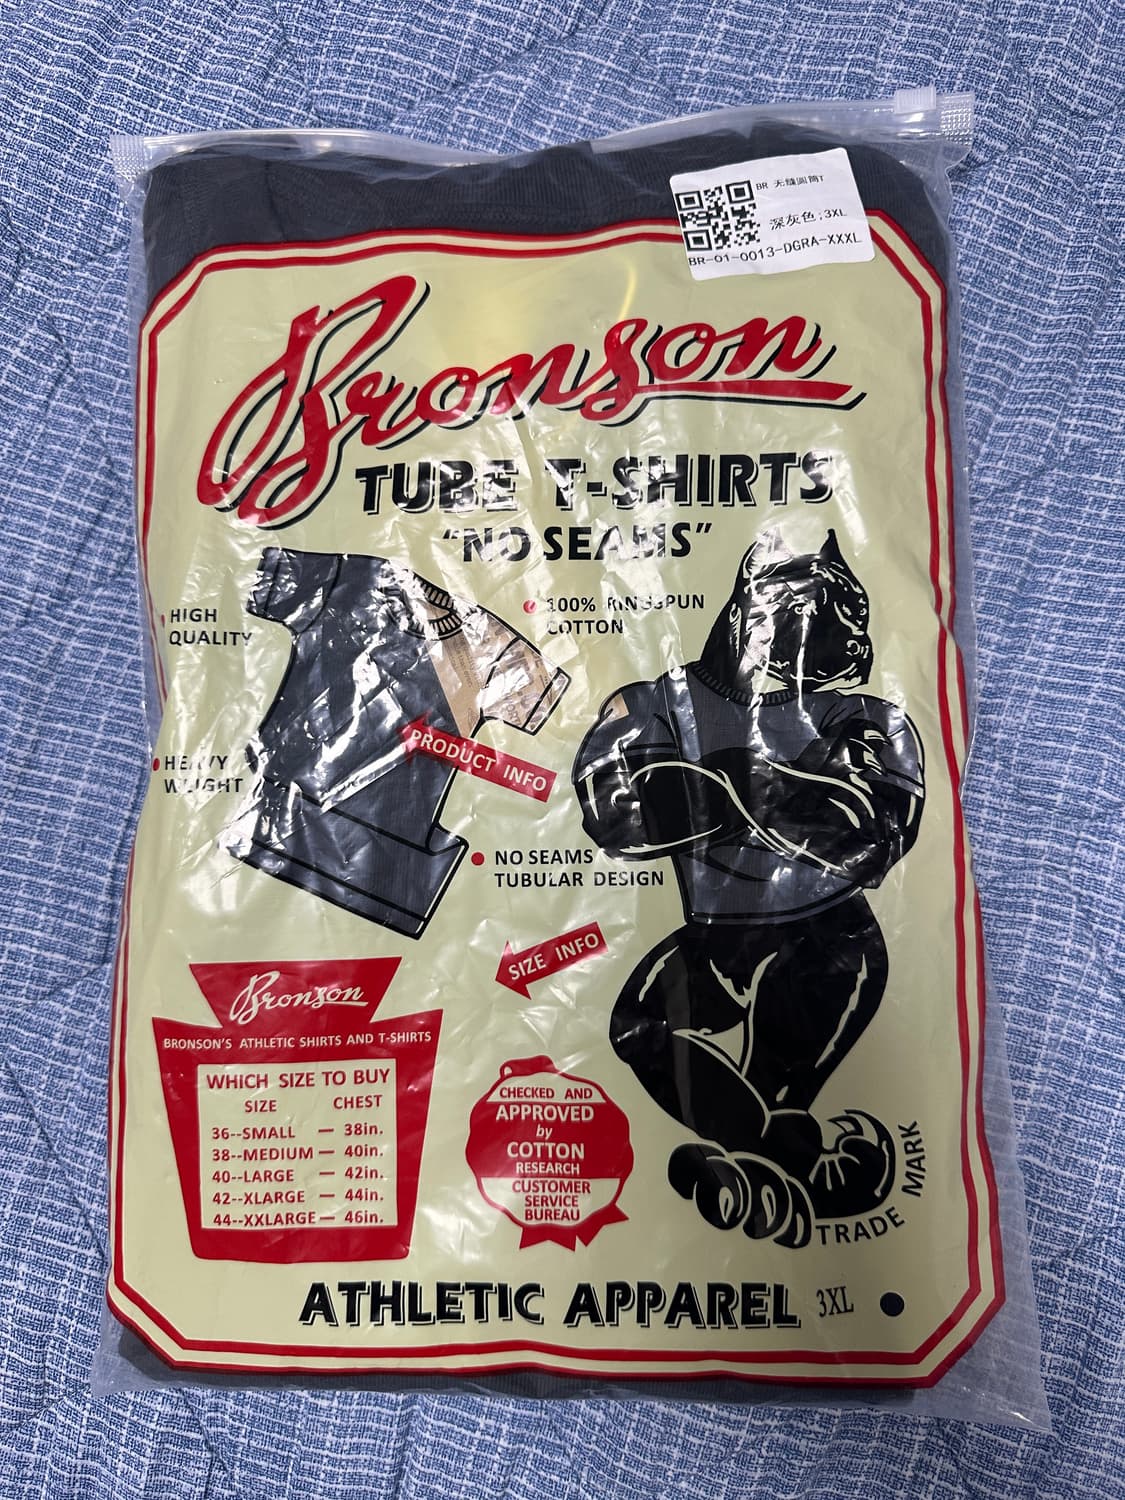 BR 无缝圆筒T
深灰色;3XL
BR-01-0013-DGRA-XXXL
Bronson
TUBE T-SHIRTS
"NO SEAMS"
HIGH
QUALITY
100% RINGSPUN
COTTON
HEAVY
WEIGHT
PRODUCT INFO
NO SEAMS
TUBULAR DESIGN
SIZE INFO
Bronson
BRONSON'S ATHLETIC SHIRTS AND T-SHIRTS
WHICH SIZE TO BUY
SIZE CHEST
36--SMALL — 38in.
38--MEDIUM — 40in.
40--LARGE — 42in.
42--XLARGE — 44in.
44--XXLARGE — 46in.
CHECKED AND
APPROVED
by
COTTON
RESEARCH
CUSTOMER
SERVICE
BUREAU
TRADE MARK
ATHLETIC APPAREL 3XL